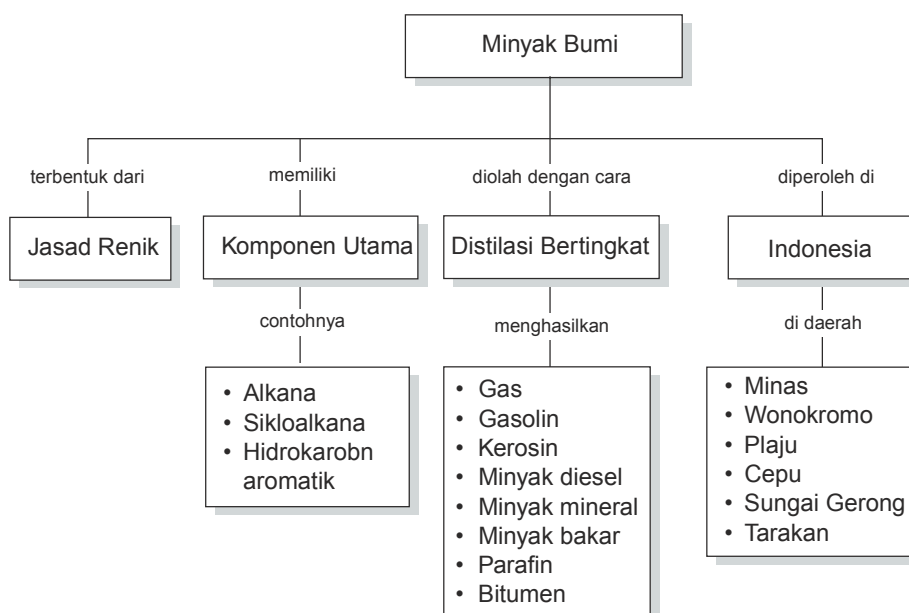 Minyak Bumi
terbentuk dari
memiliki
diolah dengan cara
diperoleh di
Jasad Renik
Komponen Utama
Distilasi Bertingkat
Indonesia
contohnya
menghasilkan
di daerah
• Alkana
• Sikloalkana
• Hidrokarobn
aromatik
• Gas
• Gasolin
• Kerosin
• Minyak diesel
• Minyak mineral
• Minyak bakar
• Parafin
• Bitumen
• Minas
• Wonokromo
• Plaju
• Cepu
• Sungai Gerong
• Tarakan